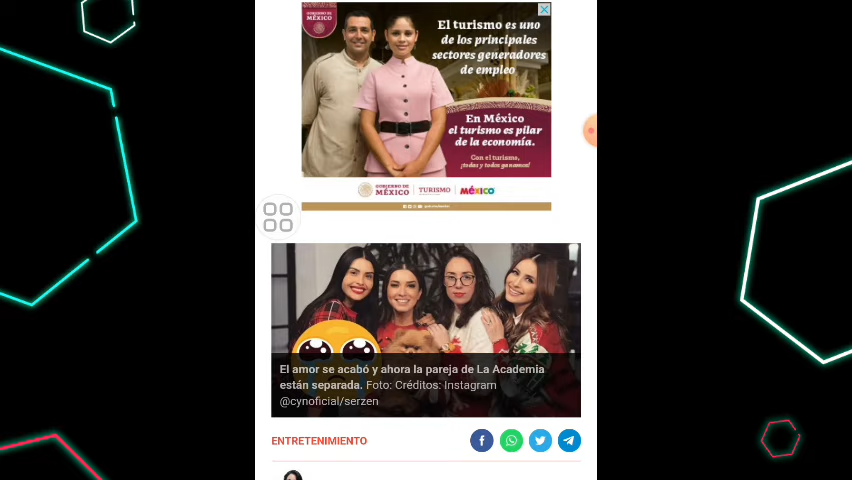 GOBIERNO DE
MÉXICO
El turismo es uno
de los principales
sectores generadores
de empleo
En México
el turismo es pilar
de la economía.
Con el turismo,
¡todas y todos ganamos!
GOBIERNO DE
MÉXICO
TURISMO
MÉXICO
El amor se acabó y ahora la pareja de La Academia
están separada. Foto: Créditos: Instagram
@cynoficial/serzen
ENTRETENIMIENTO